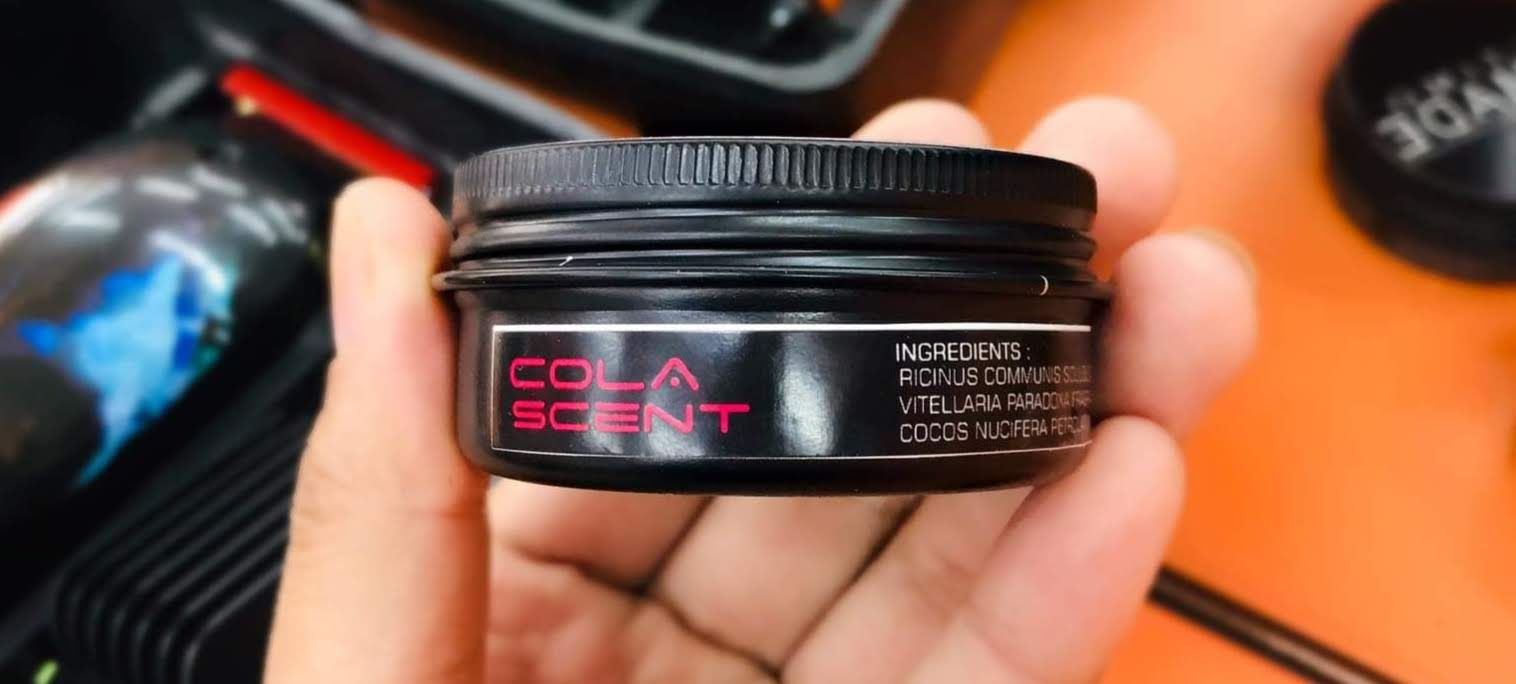 COLA
SCENT
INGREDIENTS :
RICINUS COMMUNIS
VITELLARIA PARADOXA
COCOS NUCIFERA